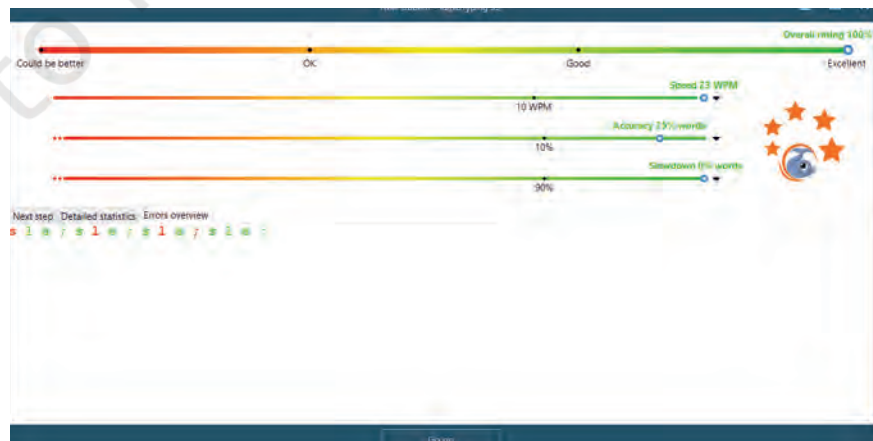 Overall rating 100%
Could be better OK Good Excellent
Speed 23 WPM
10 WPM
Accuracy 25% words
10%
Slowdown 0% words
90%
Next step Detailed statistics Errors overview
s l e ; s l e ; s l e ; s l e ;